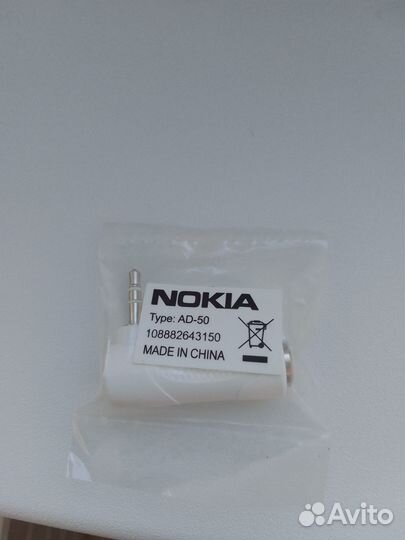 NOKIA
Type: AD-50
108882643150
MADE IN CHINA
Avito